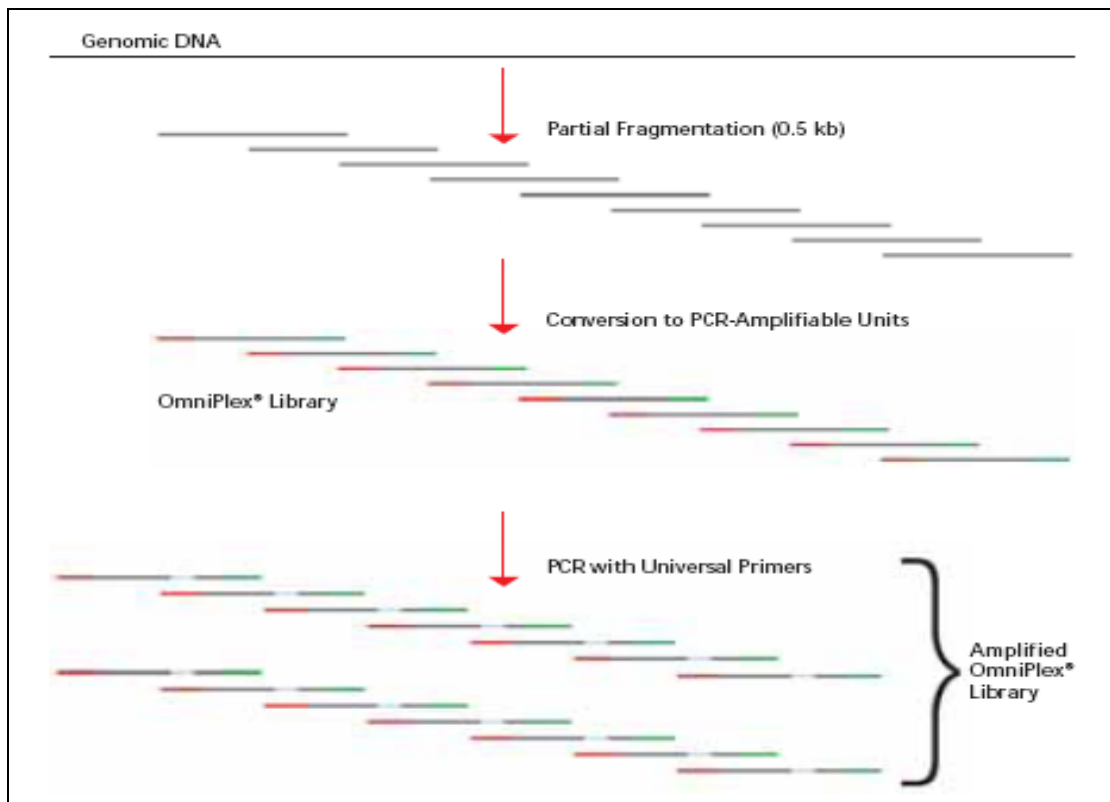 Genomic DNA
Partial Fragmentation (0.5 kb)
Conversion to PCR-Amplifiable Units
OmniPlex® Library
PCR with Universal Primers
Amplified
OmniPlex®
Library